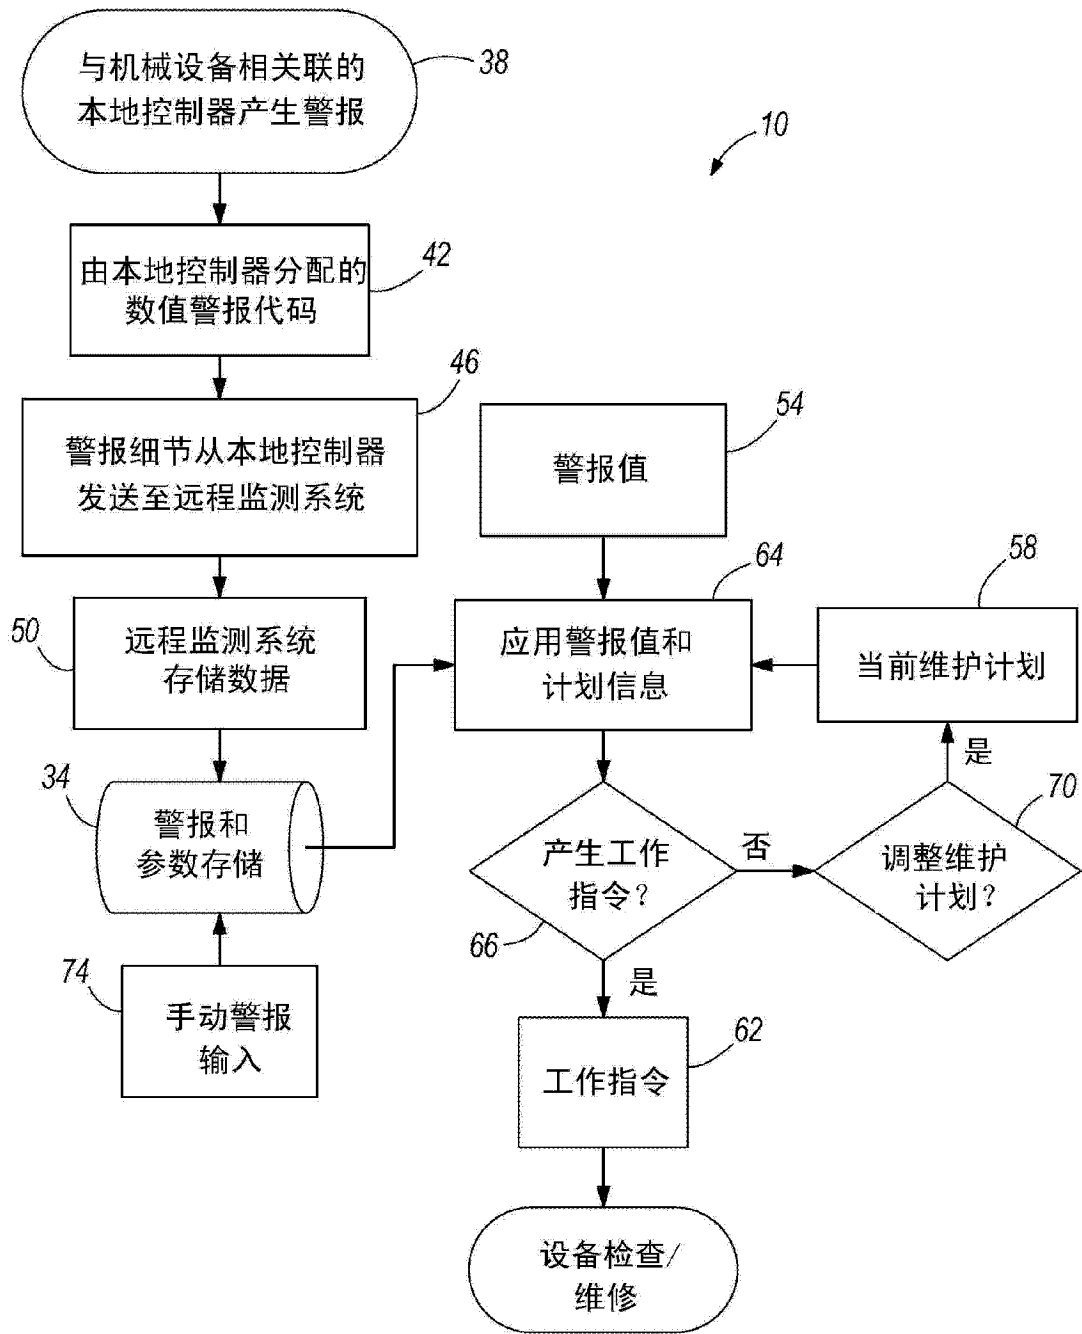 与机械设备相关联的
本地控制器产生警报
38
10
由本地控制器分配的
数值警报代码
42
警报细节从本地控制器
发送至远程监测系统
46
警报值
54
远程监测系统
存储数据
50
应用警报值和
计划信息
64
当前维护计划
58
警报和
参数存储
34
产生工作
指令?
66
否
是
调整维护
计划?
70
是
手动警报
输入
74
工作指令
62
设备检查/
维修